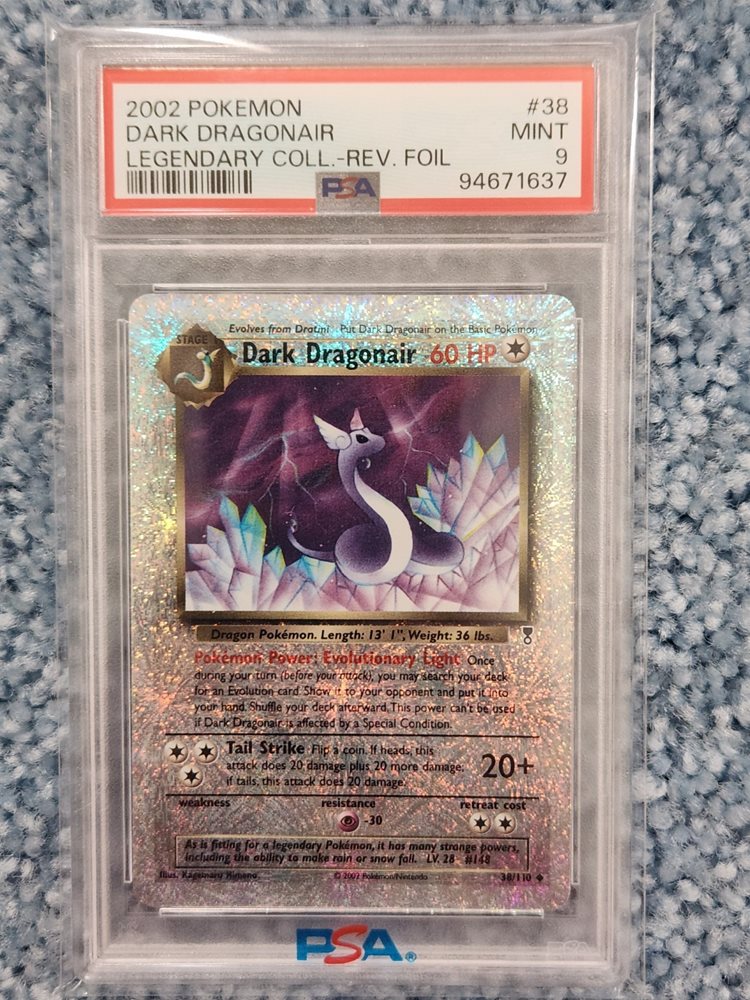 2002 POKEMON #38
DARK DRAGONAIR MINT
LEGENDARY COLL.-REV. FOIL 9
PSA 94671637
Evolves from Dratini Put Dark Dragonair on the Basic Pokémon
STAGE 1
Dark Dragonair 60 HP
Dragon Pokémon. Length: 13' 1", Weight: 36 lbs.
Pokémon Power: Evolutionary Light Once
during your turn (before your attack), you may search your deck
for an Evolution card. Show it to your opponent and put it into
your hand. Shuffle your deck afterward. This power can't be used
if Dark Dragonair is affected by a Special Condition.
Tail Strike Flip a coin. If heads, this
attack does 20 damage plus 20 more damage;
if tails, this attack does 20 damage.
20+
weakness resistance retreat cost
-30
As is fitting for a legendary Pokémon, it has many strange powers,
including the ability to make rain or snow fall. LV. 28 #148
Illus. Kagemaru Himeno © 2002 Pokémon/Nintendo 38/110
PSA®